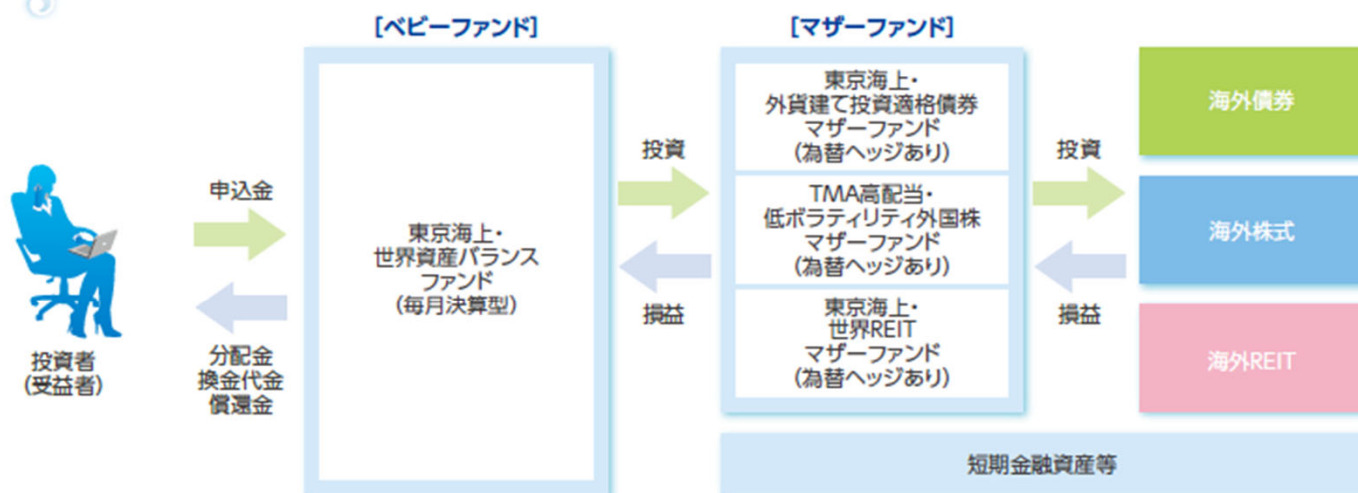 [ベビーファンド]
[マザーファンド]
投資者
(受益者)
申込金
分配金
換金代金
償還金
東京海上・
世界資産バランス
ファンド
(毎月決算型)
投資
損益
東京海上・
外貨建て投資適格債券
マザーファンド
(為替ヘッジあり)
TMA高配当・
低ボラティリティ外国株
マザーファンド
(為替ヘッジあり)
東京海上・
世界REIT
マザーファンド
(為替ヘッジあり)
投資
損益
海外債券
海外株式
海外REIT
短期金融資産等